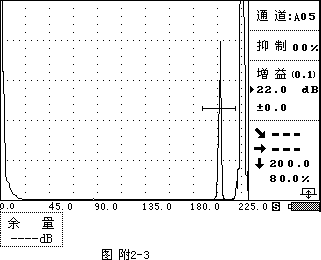 通道:A05
抑制 00%
增益(0.1)
22.0 dB
±0.0
↘ ---
→ ---
↓ 200.0
80.0%
.0 45.0 90.0 135.0 180.0 225.0 S
余 量
----dB
图 附2-3